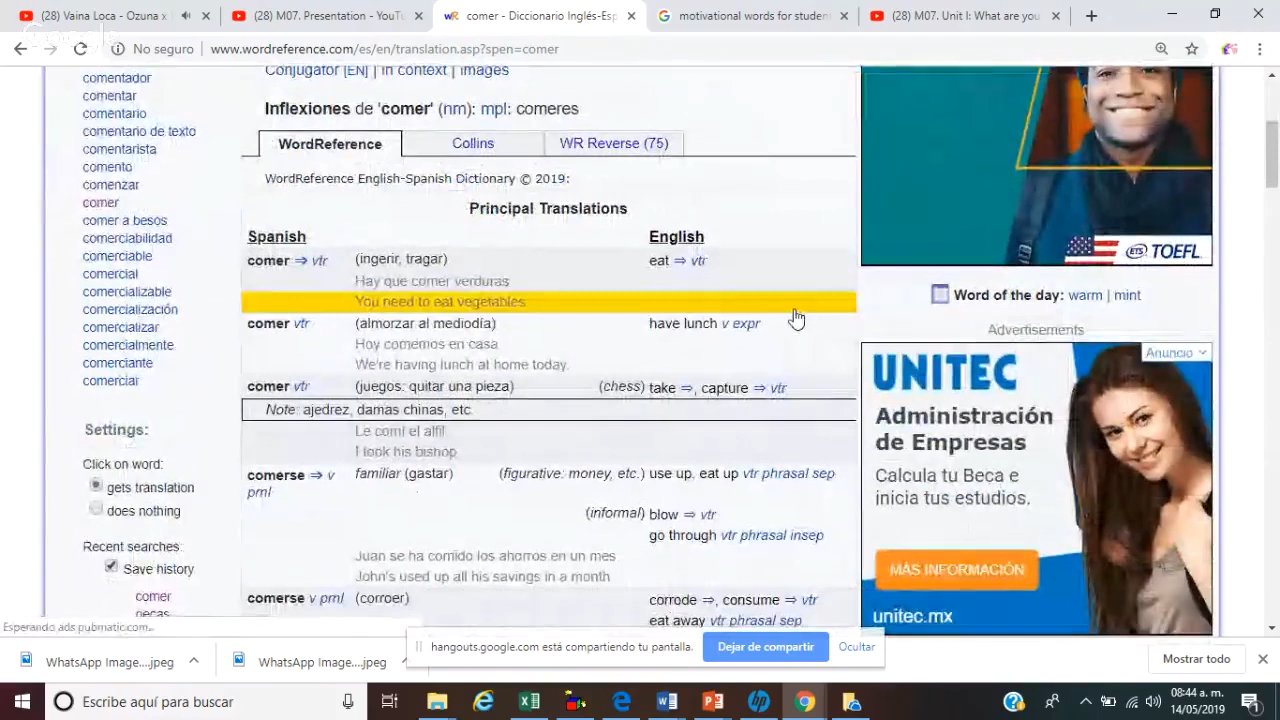 (28) Vaina Loca - Ozuna x
(28) M07. Presentation - YouTu
comer - Diccionario Inglés-Esp
motivational words for studen
(28) M07. Unit I: What are you
No seguro
www.wordreference.com/es/en/translation.asp?spen=comer
comentador
comentar
comentario
comentario de texto
comentarista
comento
comenzar
comer
comer a besos
comerciabilidad
comerciable
comercial
comercializable
comercialización
comercializar
comercialmente
comerciante
comerciar
Settings:
Click on word:
gets translation
does nothing
Recent searches:
Save history
comer
pecas
Conjugator [EN] | in context | images
Inflexiones de 'comer' (nm): mpl: comeres
WordReference
Collins
WR Reverse (75)
WordReference English-Spanish Dictionary © 2019:
Principal Translations
Spanish English
comer ⇒ vtr (ingerir, tragar) eat ⇒ vtr
Hay que comer verduras
You need to eat vegetables
comer vtr (almorzar al mediodía) have lunch v expr
Hoy comemos en casa.
We're having lunch at home today.
comer vtr (juegos: quitar una pieza) (chess) take ⇒, capture ⇒ vtr
Note: ajedrez, damas chinas, etc.
Le comí el alfil
I took his bishop
comerse ⇒ v familiar (gastar) (figurative: money, etc.) use up, eat up vtr phrasal sep
prnl
(informal) blow ⇒ vtr
go through vtr phrasal insep
Juan se ha comido los ahorros en un mes
John's used up all his savings in a month
comerse v prnl (corroer) corrode ⇒, consume ⇒ vtr
eat away vtr phrasal sep
ETS TOEFL
Word of the day: warm | mint
Advertisements
Anuncio
UNITEC
Administración
de Empresas
Calcula tu Beca e
inicia tus estudios.
MÁS INFORMACIÓN
unitec.mx
Esperando ads.pubmatic.com...
hangouts.google.com está compartiendo tu pantalla.
Dejar de compartir
Ocultar
WhatsApp Image....jpeg
WhatsApp Image....jpeg
Mostrar todo
Escribe aquí para buscar
08:44 a. m.
14/05/2019